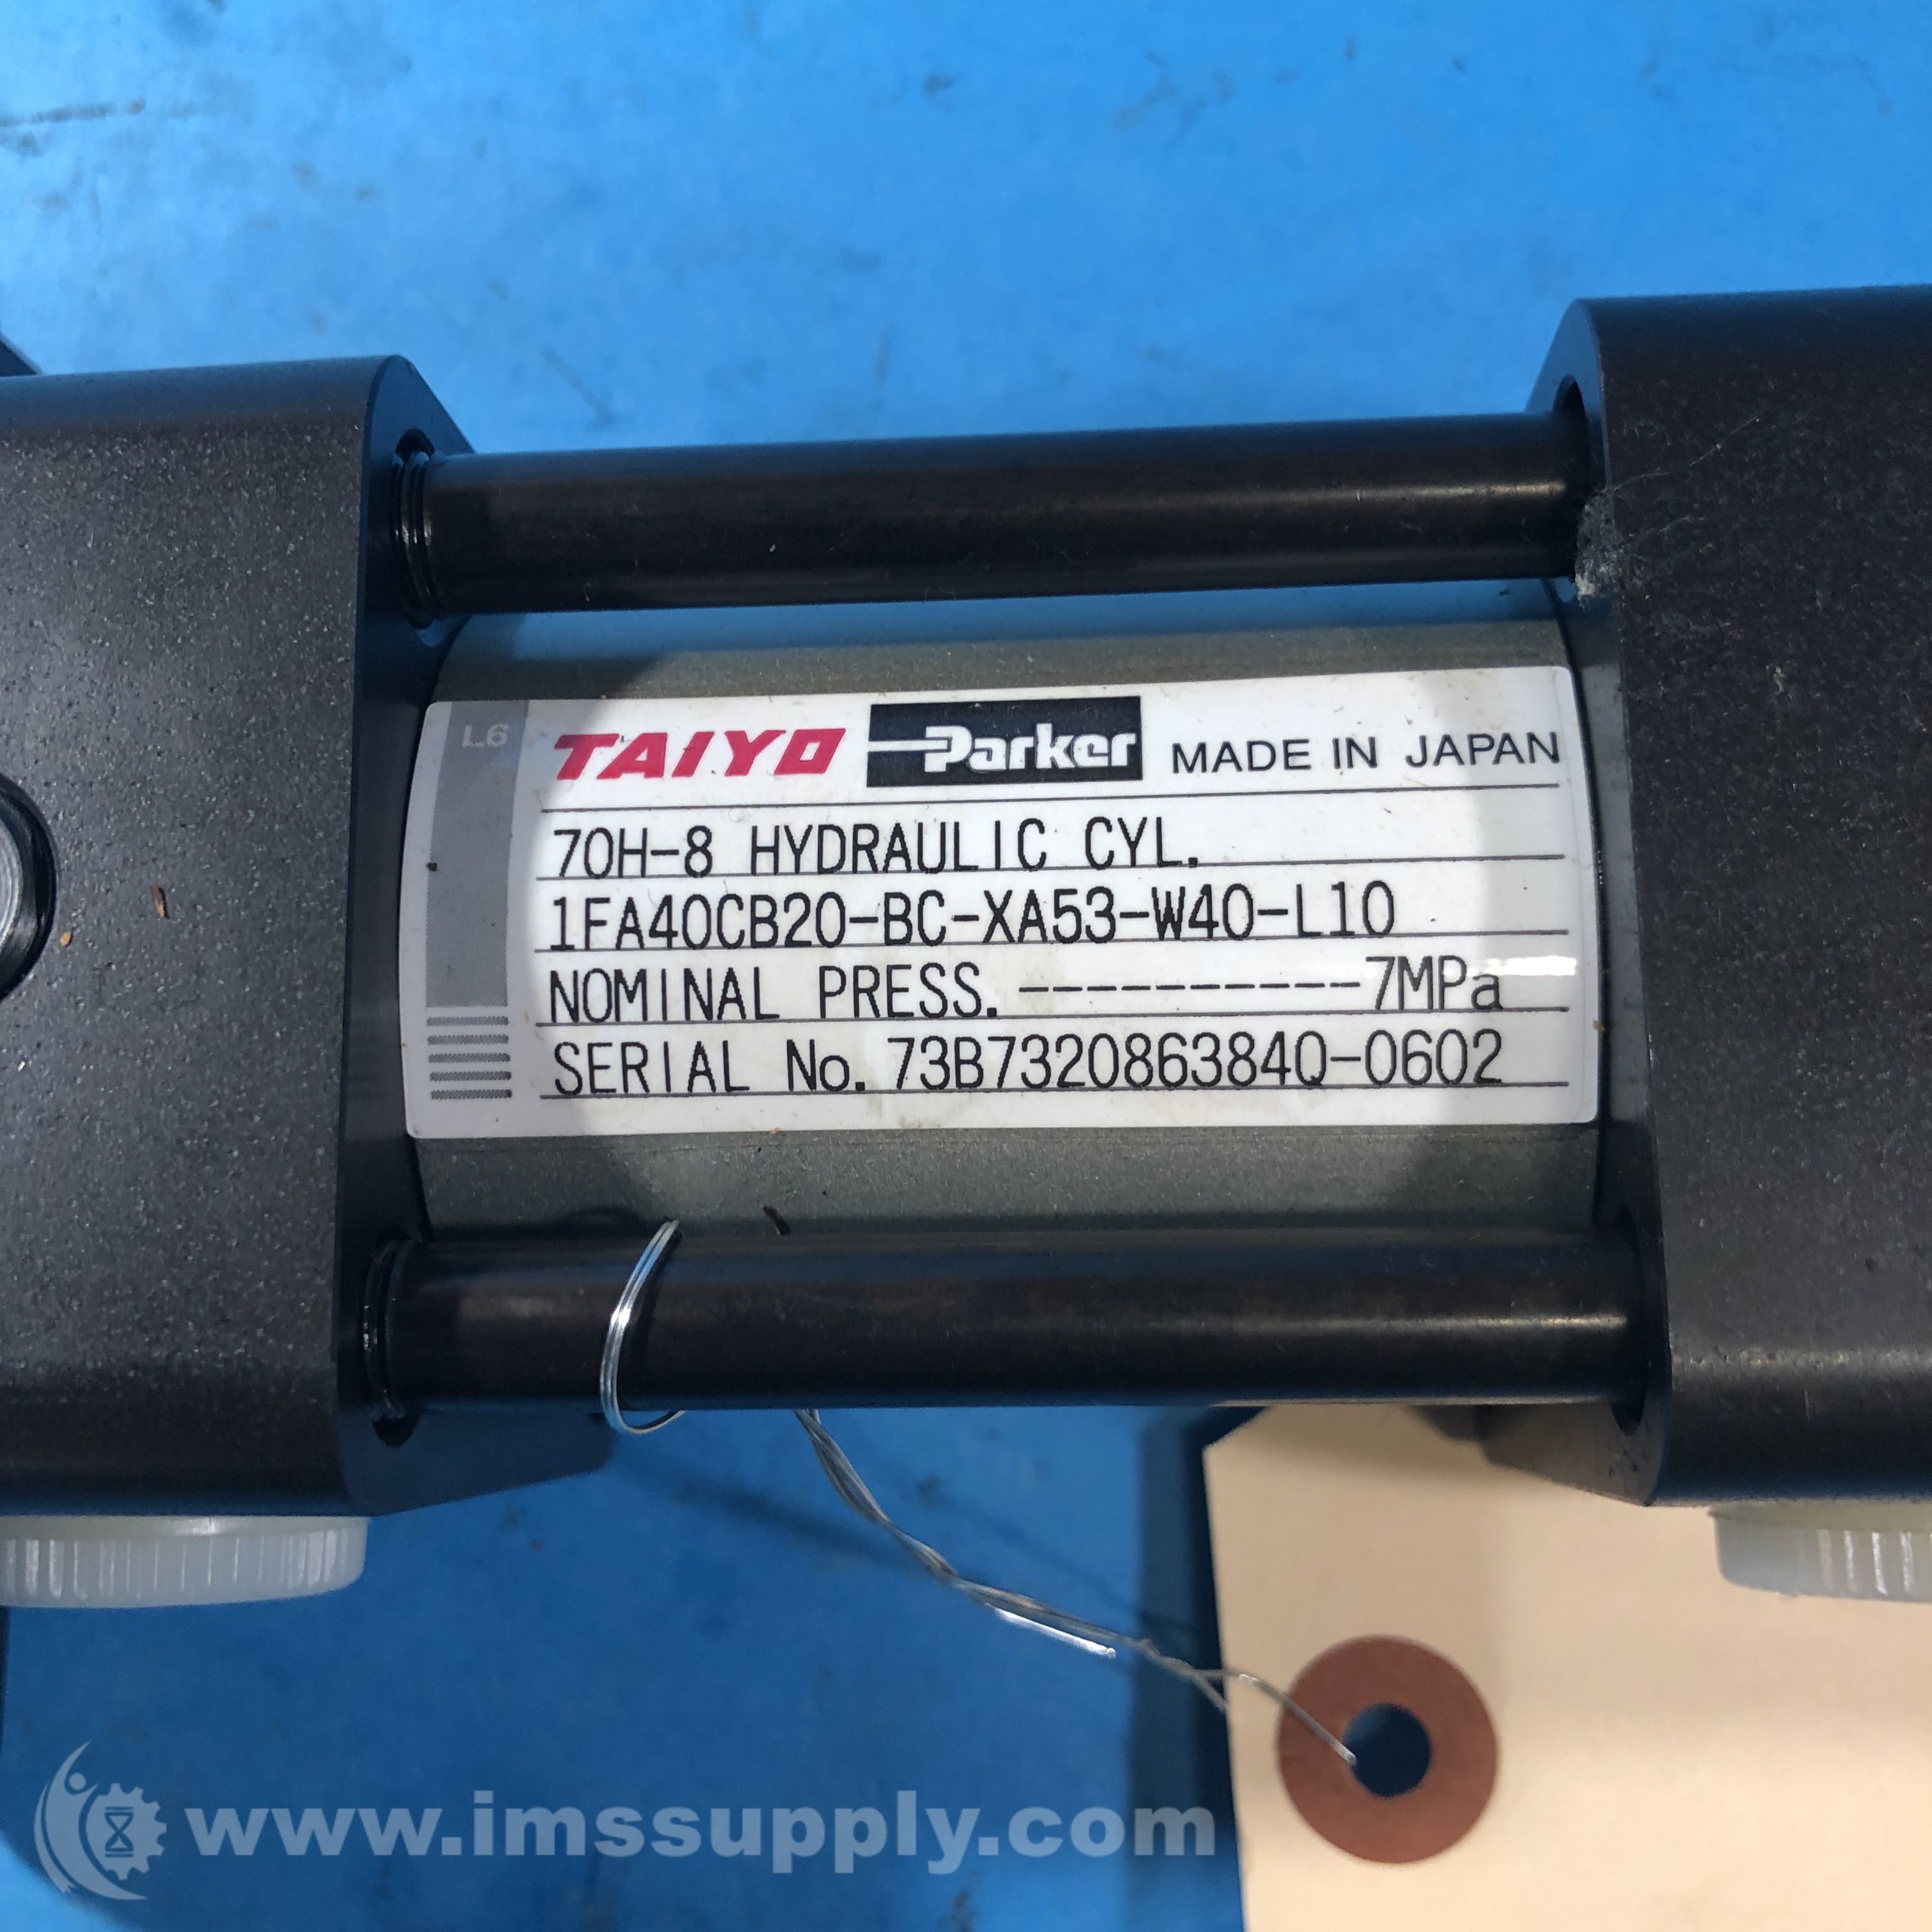 L6 TAIYO Parker MADE IN JAPAN
70H-8 HYDRAULIC CYL.
1FA40CB20-BC-XA53-W40-L10
NOMINAL PRESS. ----------7MPa
SERIAL No. 73B732086384Q-0602
www.imssupply.com